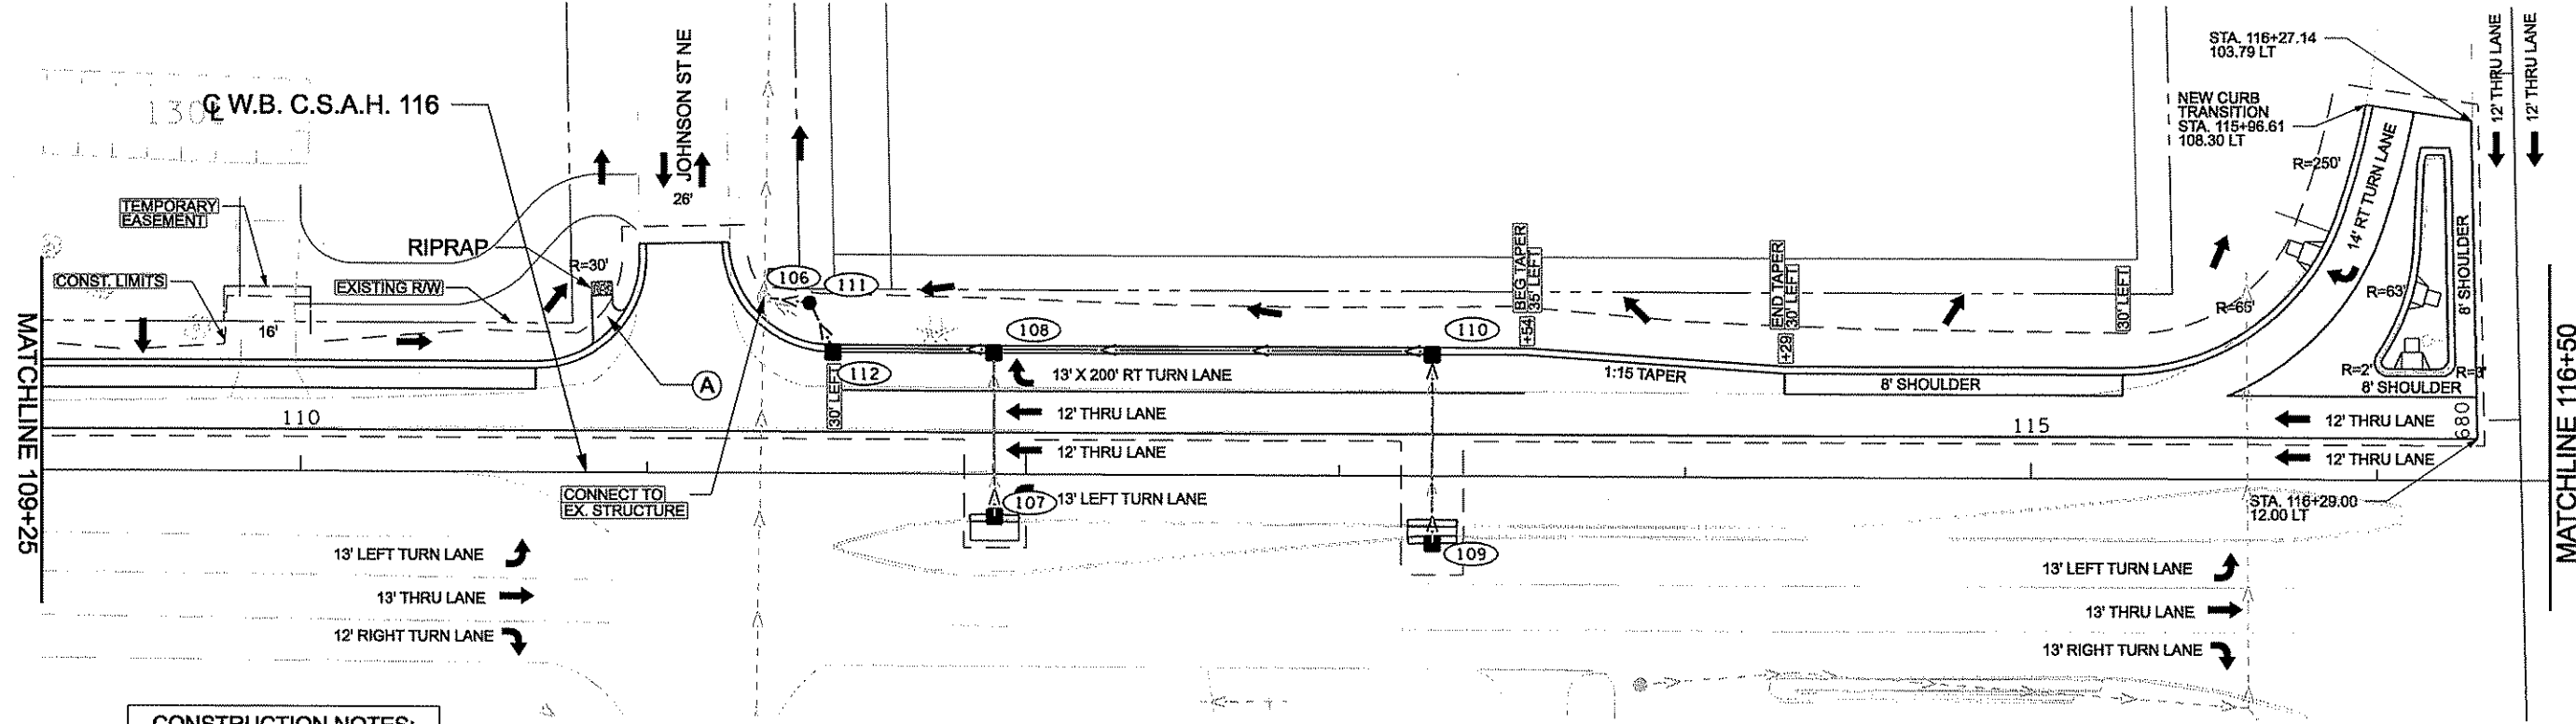 STA. 116+27.14
103.79 LT
12' THRU LANE
12' THRU LANE
JOHNSON ST NE
26'
130
℄ W.B. C.S.A.H. 116
NEW CURB
TRANSITION
STA. 115+96.61
108.30 LT
R=250'
14' RT TURN LANE
8' SHOULDER
TEMPORARY
EASEMENT
RIPRAP
R=30'
CONST. LIMITS
EXISTING R/W
16'
106
111
BEG TAPER
35' LEFT
+54
END TAPER
30' LEFT
+29
30' LEFT
R=65'
R=63'
MATCHLINE 109+25
108
110
112
30' LEFT
A
13' X 200' RT TURN LANE
1:15 TAPER
8' SHOULDER
R=2'
R=3'
8' SHOULDER
110
12' THRU LANE
115
12' THRU LANE
680
12' THRU LANE
12' THRU LANE
MATCHLINE 116+50
CONNECT TO
EX. STRUCTURE
107
13' LEFT TURN LANE
STA. 116+29.00
12.00 LT
109
13' LEFT TURN LANE
13' THRU LANE
12' RIGHT TURN LANE
13' LEFT TURN LANE
13' THRU LANE
13' RIGHT TURN LANE
CONSTRUCTION NOTES: